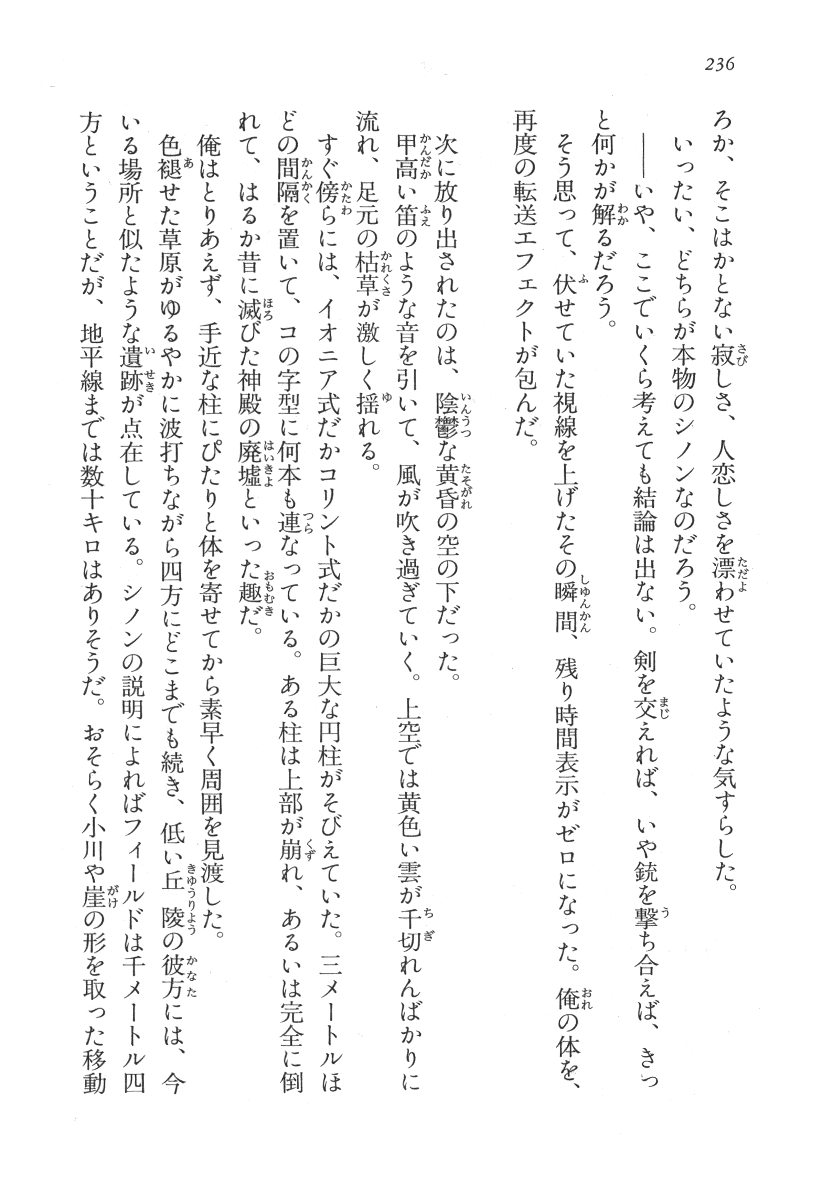 236
ろか、そこはかとない寂しさ、人恋しさを漂わせていたような気すらした。
いったい、どちらが本物のシノンなのだろう。
――いや、ここでいくら考えても結論は出ない。剣を交えれば、いや銃を撃ち合えば、きっ
と何かが解るだろう。
そう思って、伏せていた視線を上げたその瞬間、残り時間表示がゼロになった。俺の体を、
再度の転送エフェクトが包んだ。
次に放り出されたのは、陰鬱な黄昏の空の下だった。
甲高い笛のような音を引いて、風が吹き過ぎていく。上空では黄色い雲が千切れんばかりに
流れ、足元の枯草が激しく揺れる。
すぐ傍らには、イオニア式だかコリント式だかの巨大な円柱がそびえていた。三メートルほ
どの間隔を置いて、コの字型に何本も連なっている。ある柱は上部が崩れ、あるいは完全に倒
れて、はるか昔に滅びた神殿の廃墟といった趣だ。
俺はとりあえず、手近な柱にぴたりと体を寄せてから素早く周囲を見渡した。
色褪せた草原がゆるやかに波打ちながら四方にどこまでも続き、低い丘陵の彼方には、今
いる場所と似たような遺跡が点在している。シノンの説明によればフィールドは千メートル四
方ということだが、地平線までは数十キロはありそうだ。おそらく小川や崖の形を取った移動